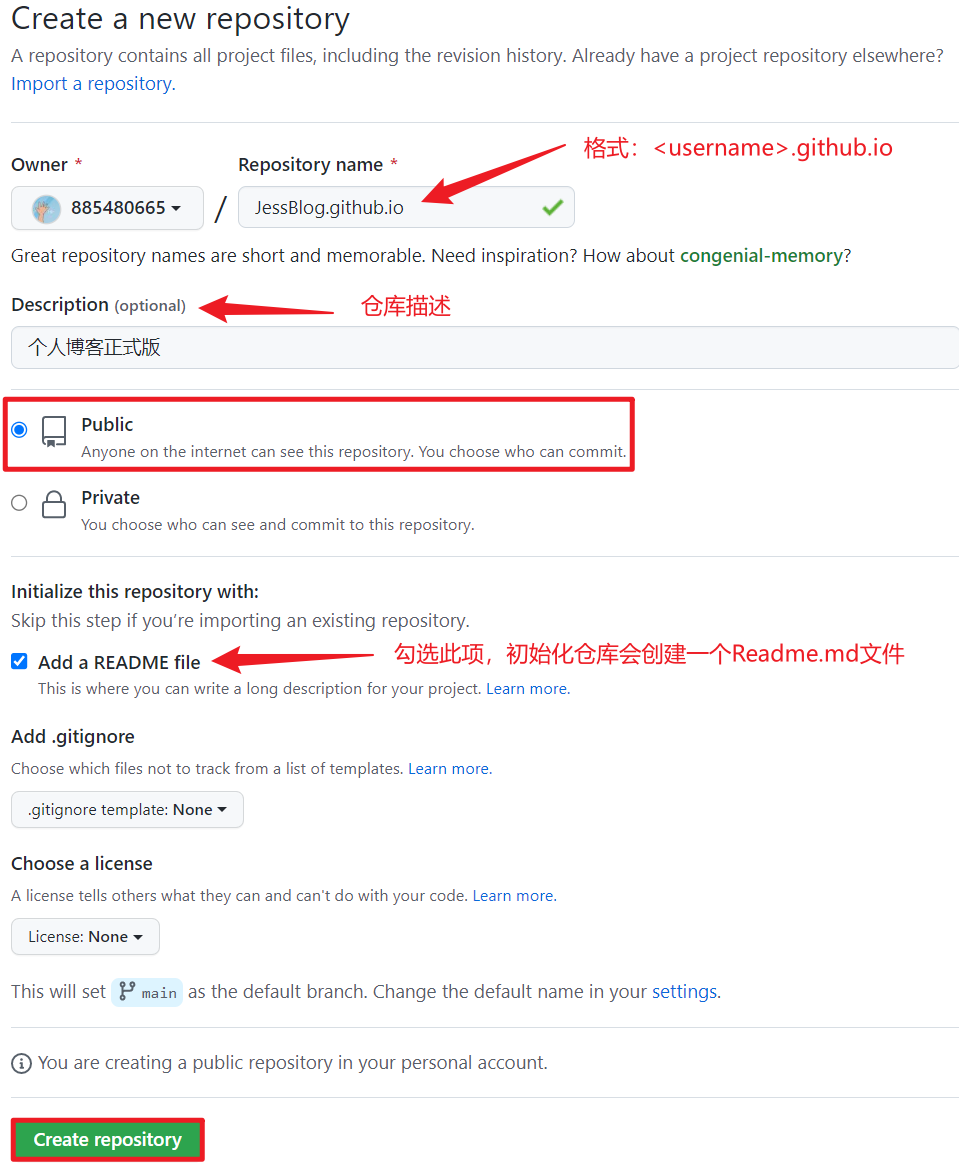 Create a new repository
A repository contains all project files, including the revision history. Already have a project repository elsewhere?
Import a repository.
格式：<username>.github.io
Owner * Repository name *
885480665 / JessBlog.github.io
Great repository names are short and memorable. Need inspiration? How about congenial-memory?
Description (optional) 仓库描述
个人博客正式版
Public
Anyone on the internet can see this repository. You choose who can commit.
Private
You choose who can see and commit to this repository.
Initialize this repository with:
Skip this step if you’re importing an existing repository.
Add a README file 勾选此项，初始化仓库会创建一个Readme.md文件
This is where you can write a long description for your project. Learn more.
Add .gitignore
Choose which files not to track from a list of templates. Learn more.
.gitignore template: None
Choose a license
A license tells others what they can and can't do with your code. Learn more.
License: None
This will set main as the default branch. Change the default name in your settings.
You are creating a public repository in your personal account.
Create repository